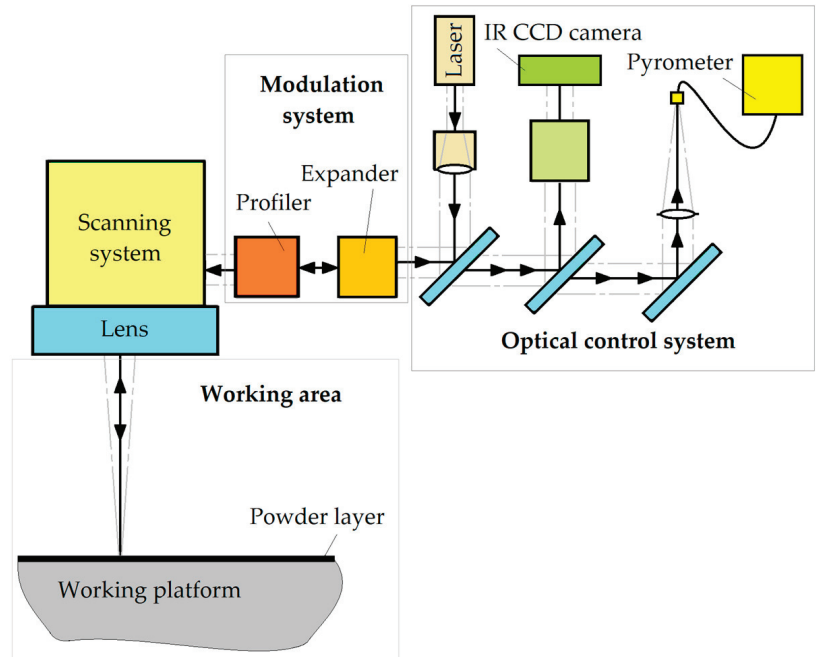 Laser
IR CCD camera
Pyrometer
Modulation
system
Expander
Profiler
Scanning
system
Lens
Optical control system
Working area
Powder layer
Working platform